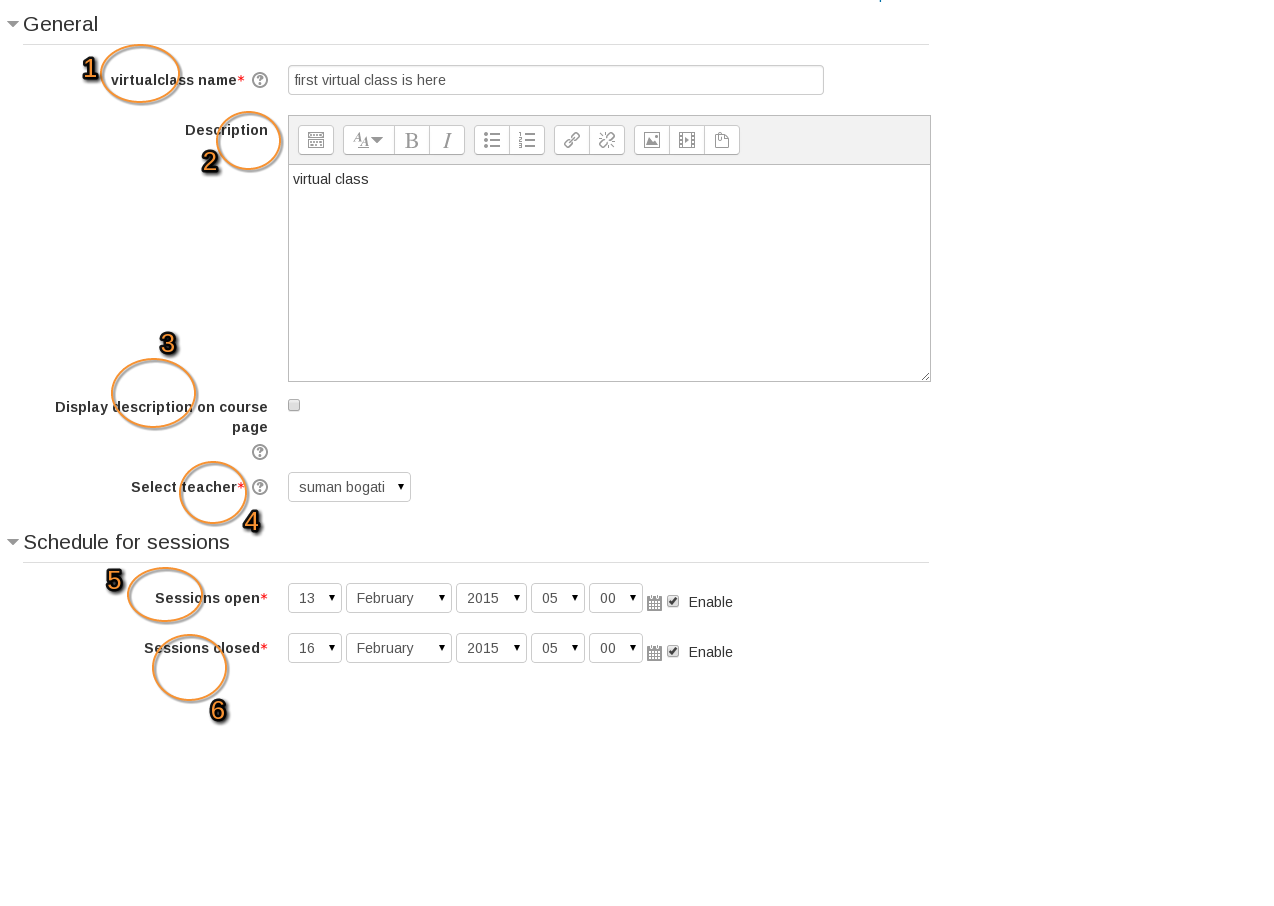 General
1
virtualclass name*
first virtual class is here
Description
2
virtual class
3
Display description on course
page
Select teacher*
suman bogati
4
Schedule for sessions
5
Sessions open* 13 February 2015 05 00 Enable
Sessions closed* 16 February 2015 05 00 Enable
6